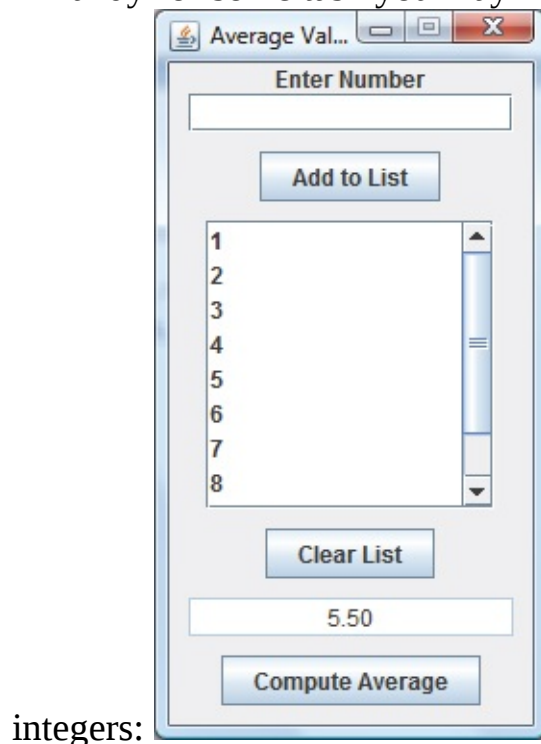 Average Val...
Enter Number
Add to List
1
2
3
4
5
6
7
8
Clear List
5.50
Compute Average
integers: